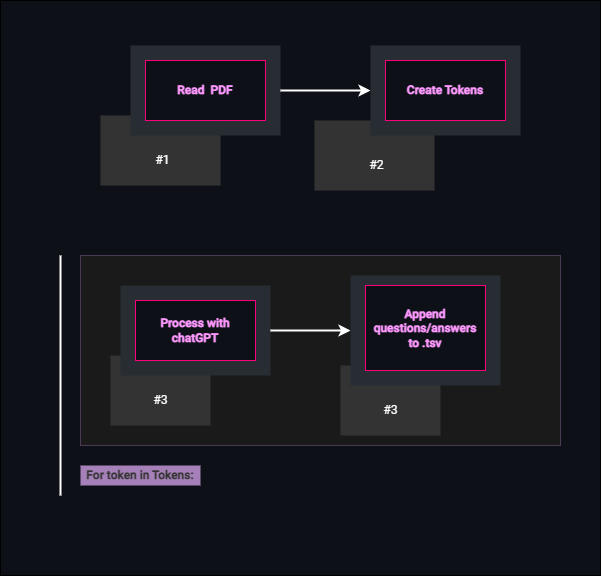 Read  PDF
Create Tokens
#1
#2
Process with
chatGPT
Append
questions/answers
to .tsv
#3
#3
For token in Tokens: